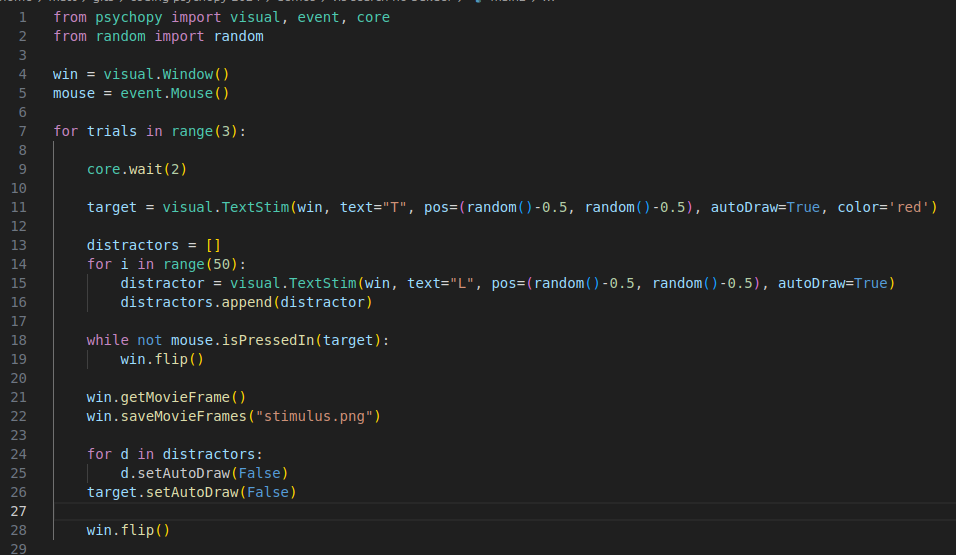 1 from psychopy import visual, event, core
2 from random import random
3
4 win = visual.Window()
5 mouse = event.Mouse()
6
7 for trials in range(3):
8
9     core.wait(2)
10
11     target = visual.TextStim(win, text="T", pos=(random()-0.5, random()-0.5), autoDraw=True, color='red')
12
13     distractors = []
14     for i in range(50):
15         distractor = visual.TextStim(win, text="L", pos=(random()-0.5, random()-0.5), autoDraw=True)
16         distractors.append(distractor)
17
18     while not mouse.isPressedIn(target):
19         win.flip()
20
21     win.getMovieFrame()
22     win.saveMovieFrames("stimulus.png")
23
24     for d in distractors:
25         d.setAutoDraw(False)
26     target.setAutoDraw(False)
27
28     win.flip()
29